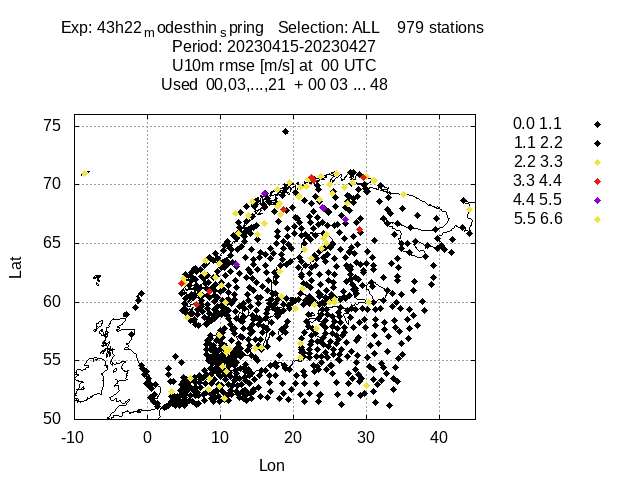 Exp: 43h22modesthinspring Selection: ALL 979 stations
Period: 20230415-20230427
U10m rmse [m/s] at 00 UTC
Used 00,03,...,21 + 00 03 ... 48
75
70
65
60
55
50
Lat
-10 0 10 20 30 40
Lon
0.0 1.1
1.1 2.2
2.2 3.3
3.3 4.4
4.4 5.5
5.5 6.6